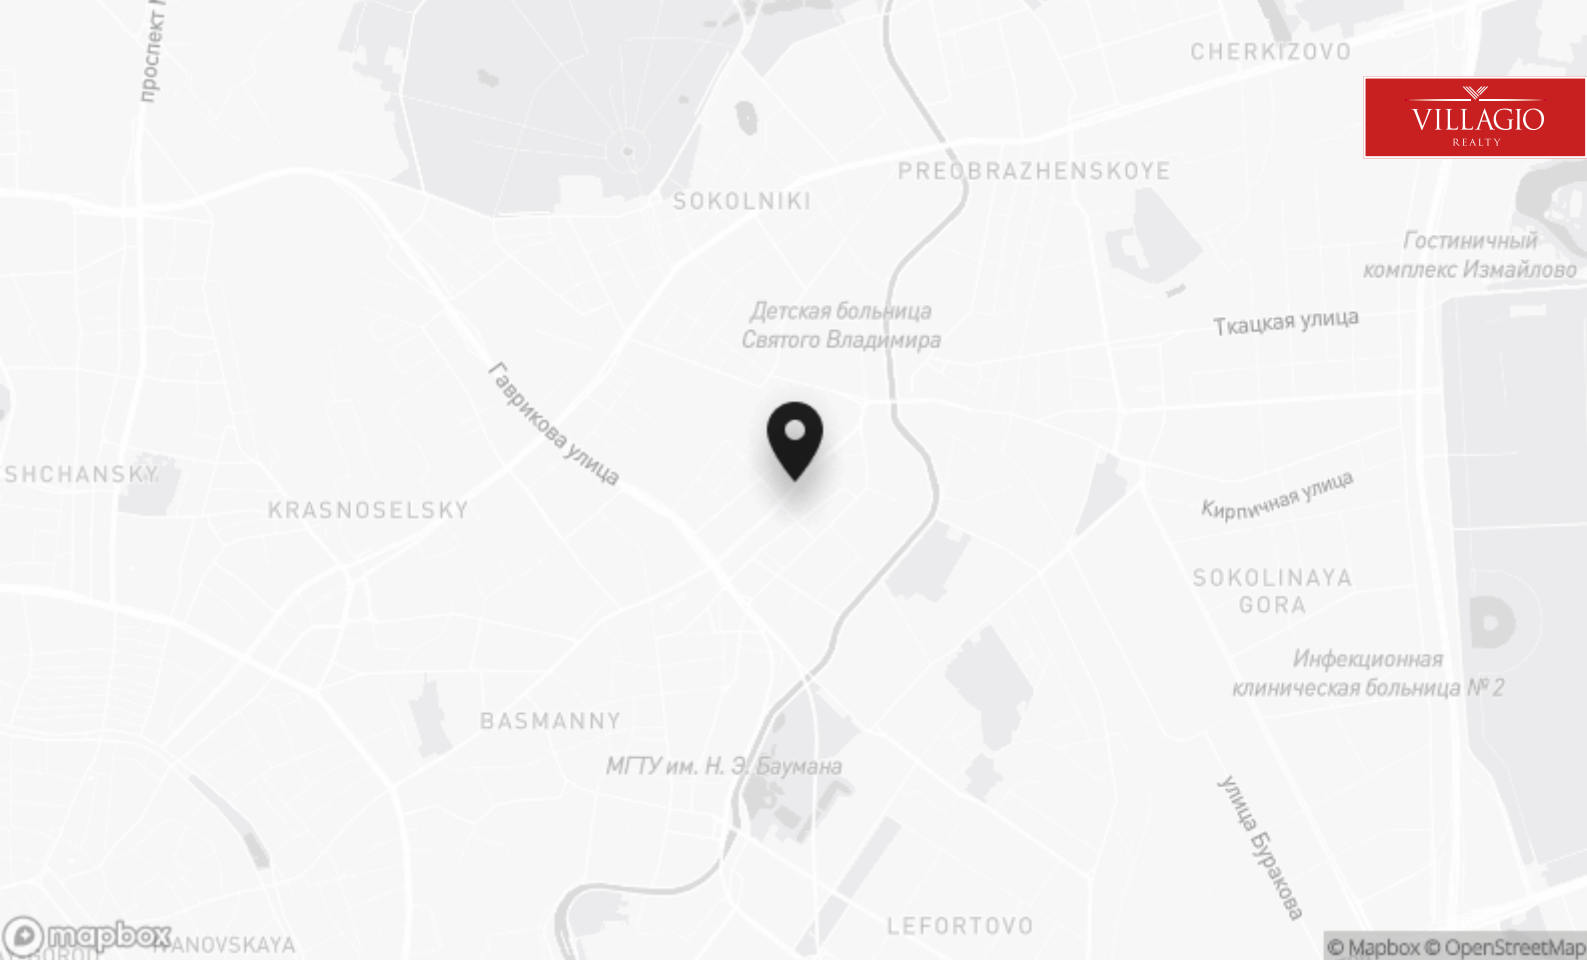 проспект
CHERKIZOVO
VILLAGIO
REALTY
PREOBRAZHENSKOYE
SOKOLNIKI
Гостиничный
комплекс Измайлово
Детская больница
Святого Владимира
Ткацкая улица
Гаврикова улица
SHCHANSKY
KRASNOSELSKY
Кирпичная улица
SOKOLINAYA
GORA
Инфекционная
клиническая больница № 2
BASMANNY
МГТУ им. Н. Э. Баумана
улица Буракова
LEFORTOVO
mapbox
IVANOVSKAYA
© Mapbox © OpenStreetMap